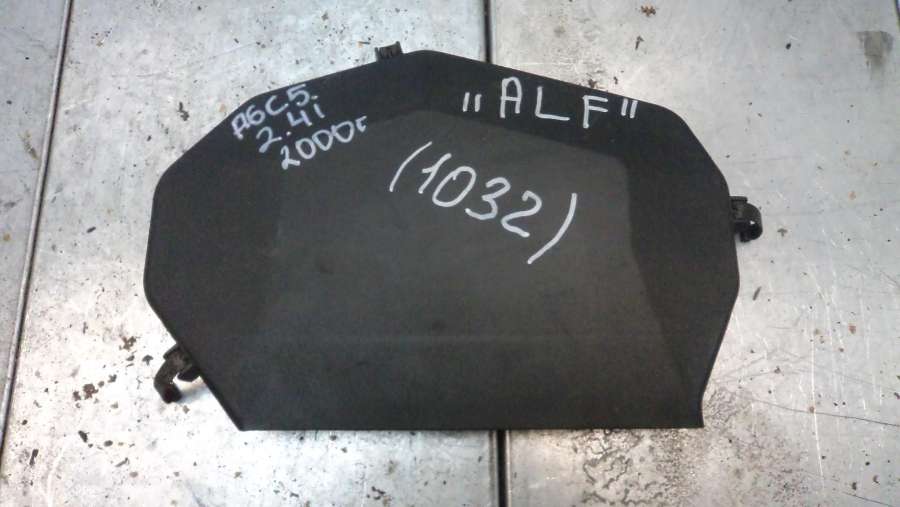 A6C5.
2.4i
2000г
"ALF"
(1032)